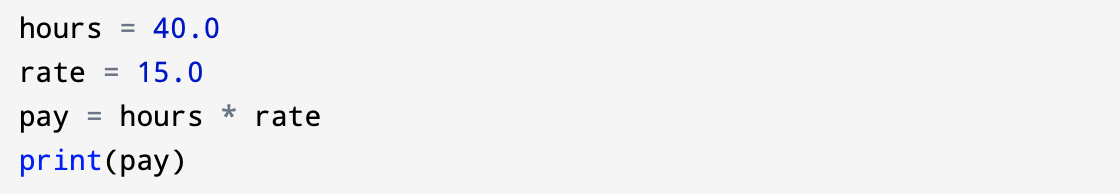 hours = 40.0
rate = 15.0
pay = hours * rate
print(pay)